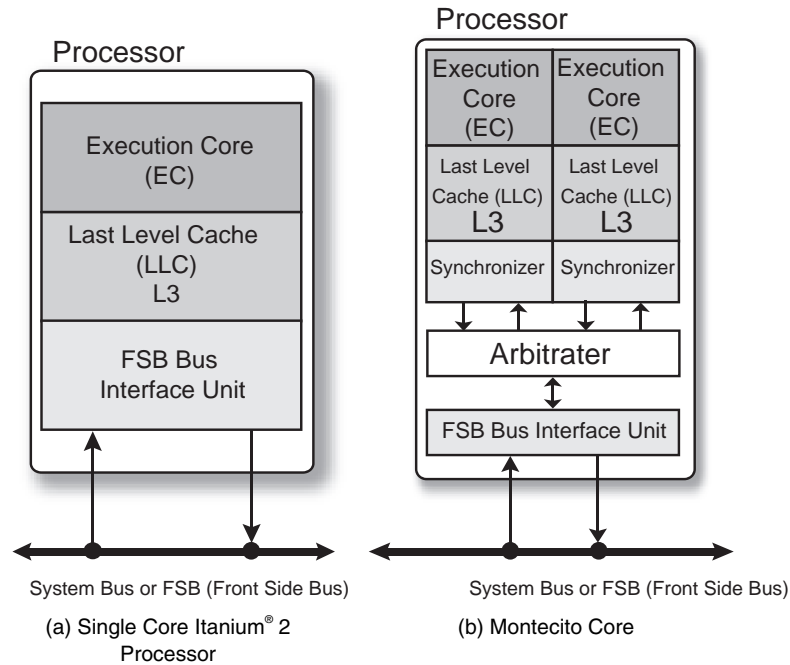 Processor
Execution Core
(EC)
Last Level Cache
(LLC)
L3
FSB Bus
Interface Unit
System Bus or FSB (Front Side Bus)
(a) Single Core Itanium® 2
Processor
Processor
Execution
Core
(EC)
Execution
Core
(EC)
Last Level
Cache (LLC)
L3
Last Level
Cache (LLC)
L3
Synchronizer
Synchronizer
Arbitrater
FSB Bus Interface Unit
System Bus or FSB (Front Side Bus)
(b) Montecito Core